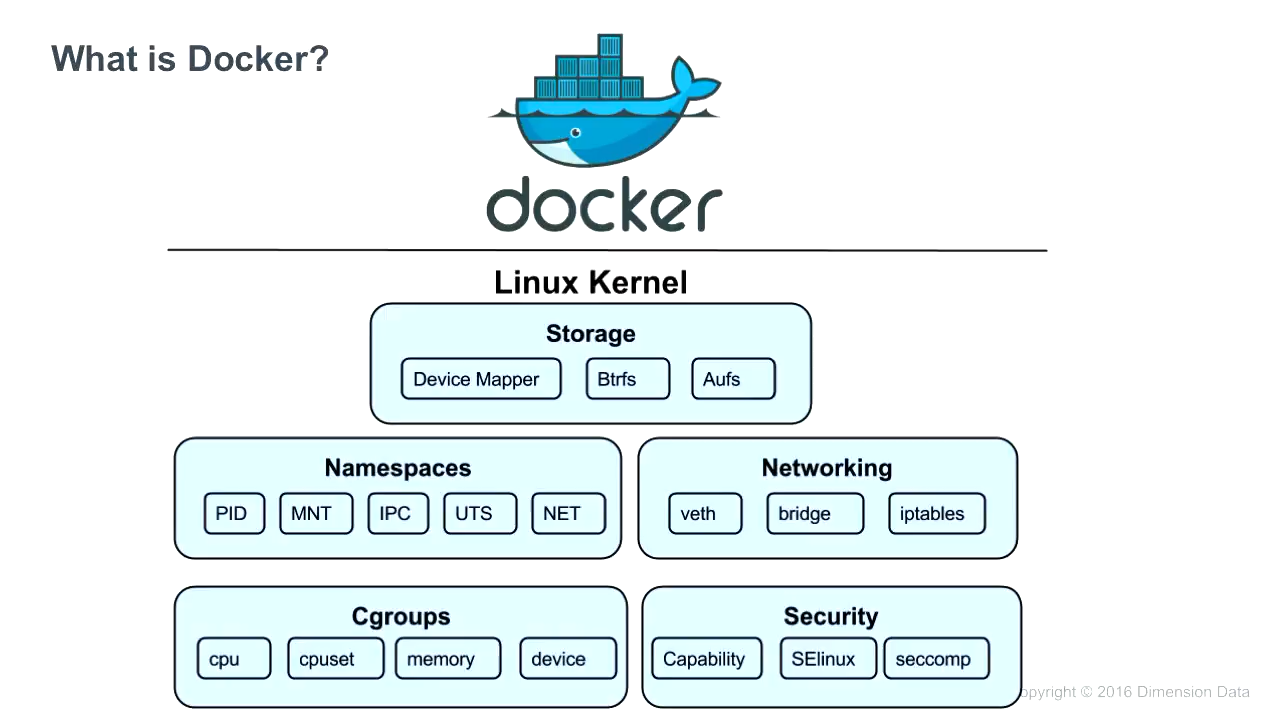 What is Docker?
docker
Linux Kernel
Storage
Device Mapper Btrfs Aufs
Namespaces
PID MNT IPC UTS NET
Networking
veth bridge iptables
Cgroups
cpu cpuset memory device
Security
Capability SElinux seccomp
opyright © 2016 Dimension Data